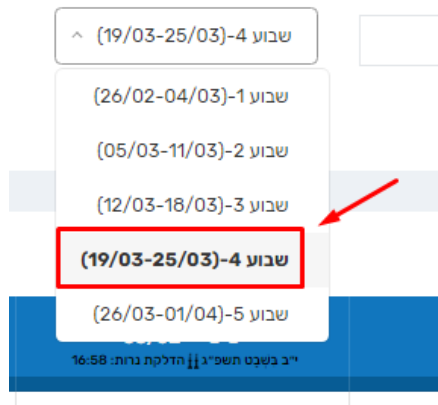 שבוע 4-(19/03-25/03)
שבוע 1-(26/02-04/03)
שבוע 2-(05/03-11/03)
שבוע 3-(12/03-18/03)
שבוע 4-(19/03-25/03)
שבוע 5-(26/03-01/04)
י״ב בִּשְׁבָט תשפ״ג הדלקת נרות: 16:58